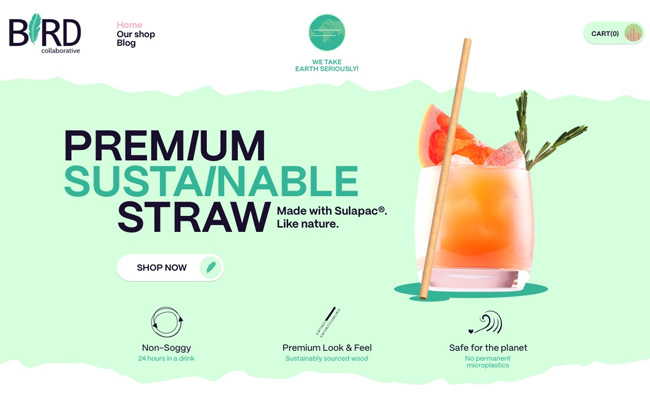 BIRD
collaborative
Home
Our shop
Blog
WE TAKE
EARTH SERIOUSLY!
CART(0)
PREMIUM
SUSTAINABLE
STRAW
Made with Sulapac®.
Like nature.
SHOP NOW
Non-Soggy
24 hours in a drink
Premium Look & Feel
Sustainably sourced wood
Safe for the planet
No permanent
microplastics